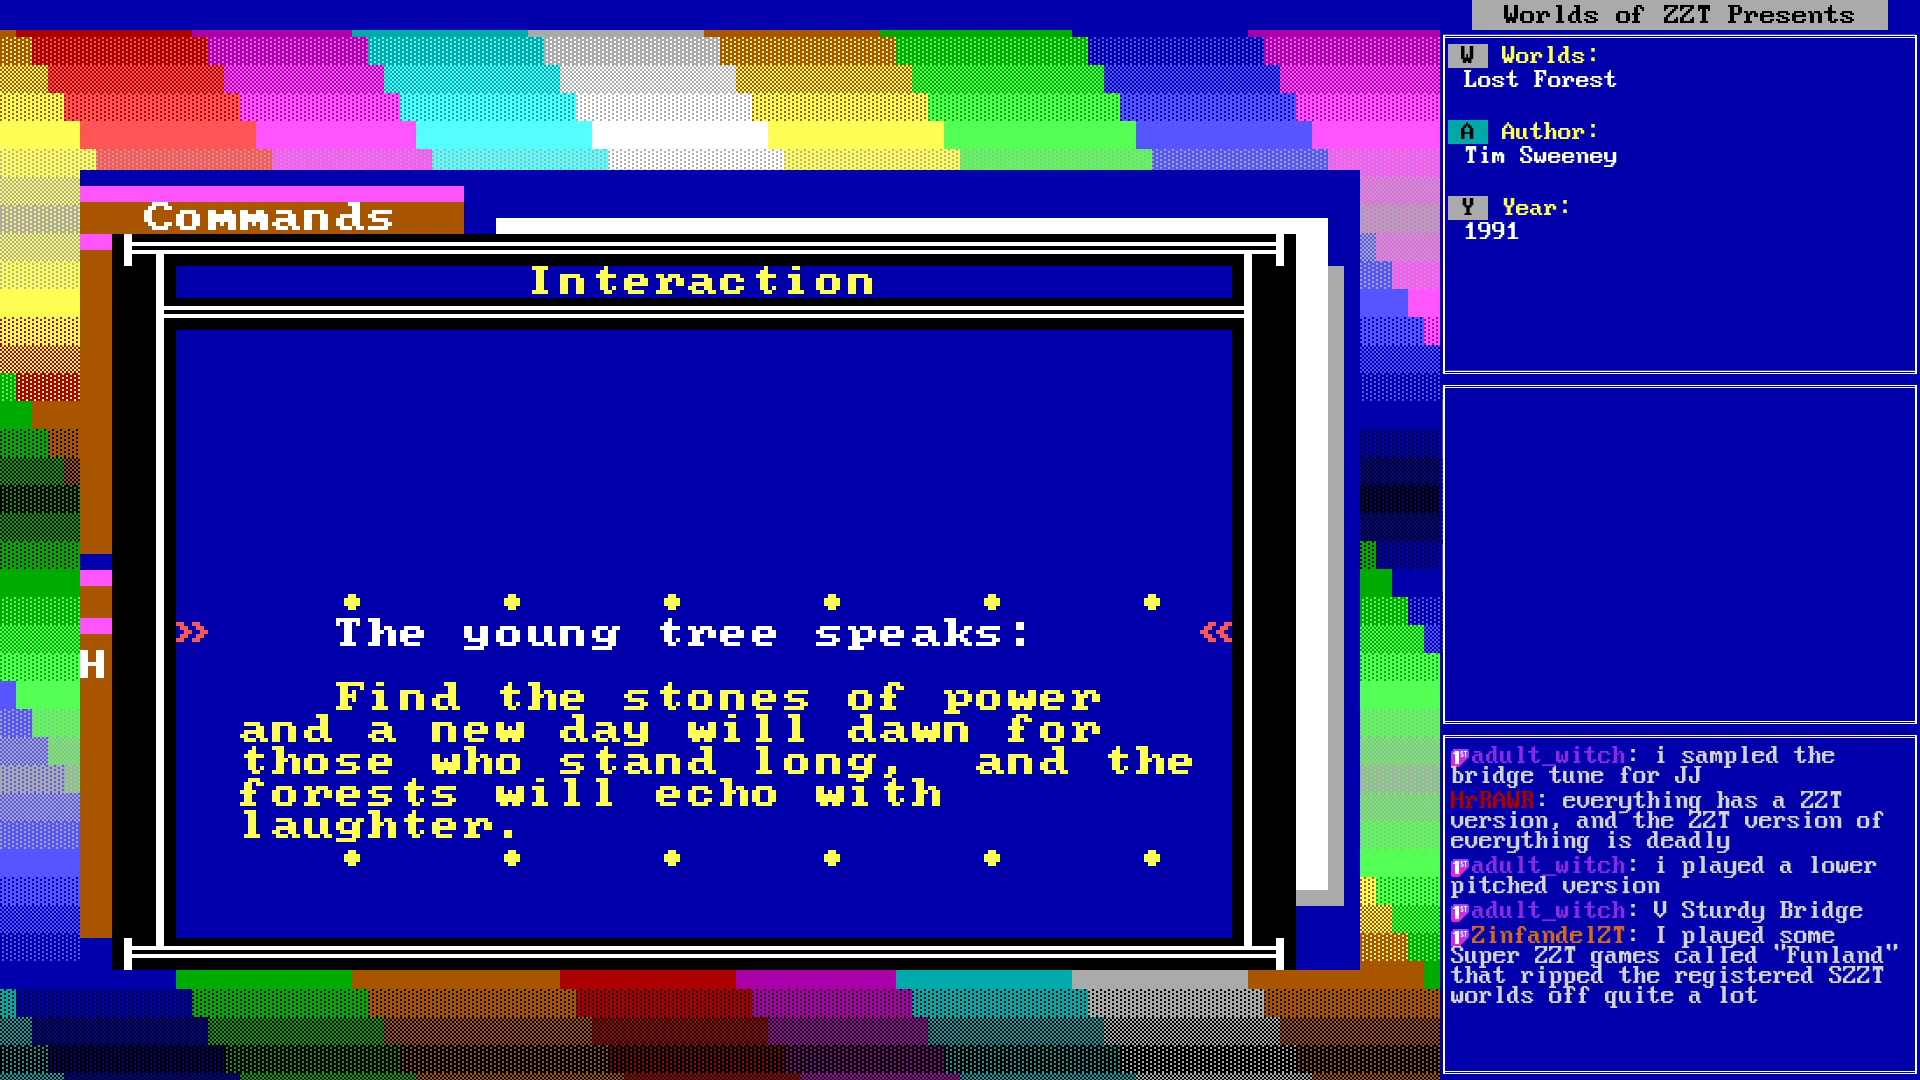 Worlds of ZZT Presents
W Worlds:
Lost Forest
A Author:
Tim Sweeney
Y Year:
1991
Commands
Interaction
» The young tree speaks: «
Find the stones of power
and a new day will dawn for
those who stand long, and the
forests will echo with
laughter.
H
adult_witch: i sampled the
bridge tune for JJ
HrRAWR: everything has a ZZT
version, and the ZZT version of
everything is deadly
adult_witch: i played a lower
pitched version
adult_witch: V Sturdy Bridge
ZinfandelZT: I played some
Super ZZT games called "Funland"
that ripped the registered SZZT
worlds off quite a lot